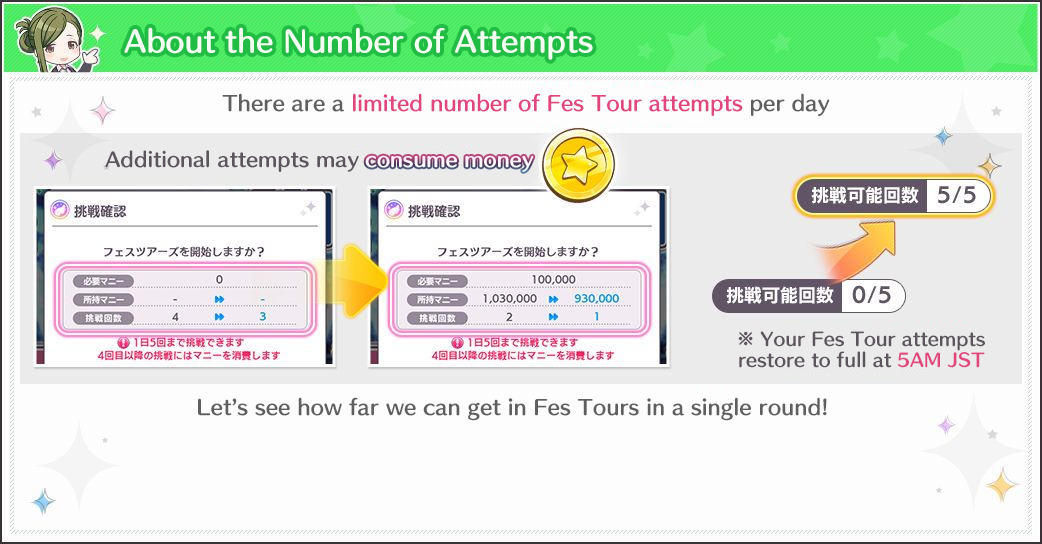 About the Number of Attempts
There are a limited number of Fes Tour attempts per day
Additional attempts may consume money
挑戦確認
フェスツアーズを開始しますか？
必要マニー 0
所持マニー - -
挑戦回数 4 3
1日5回まで挑戦できます
4回目以降の挑戦にはマニーを消費します
挑戦確認
フェスツアーズを開始しますか？
必要マニー 100,000
所持マニー 1,030,000 930,000
挑戦回数 2 1
1日5回まで挑戦できます
4回目以降の挑戦にはマニーを消費します
挑戦可能回数 5/5
挑戦可能回数 0/5
※ Your Fes Tour attempts
restore to full at 5AM JST
Let's see how far we can get in Fes Tours in a single round!